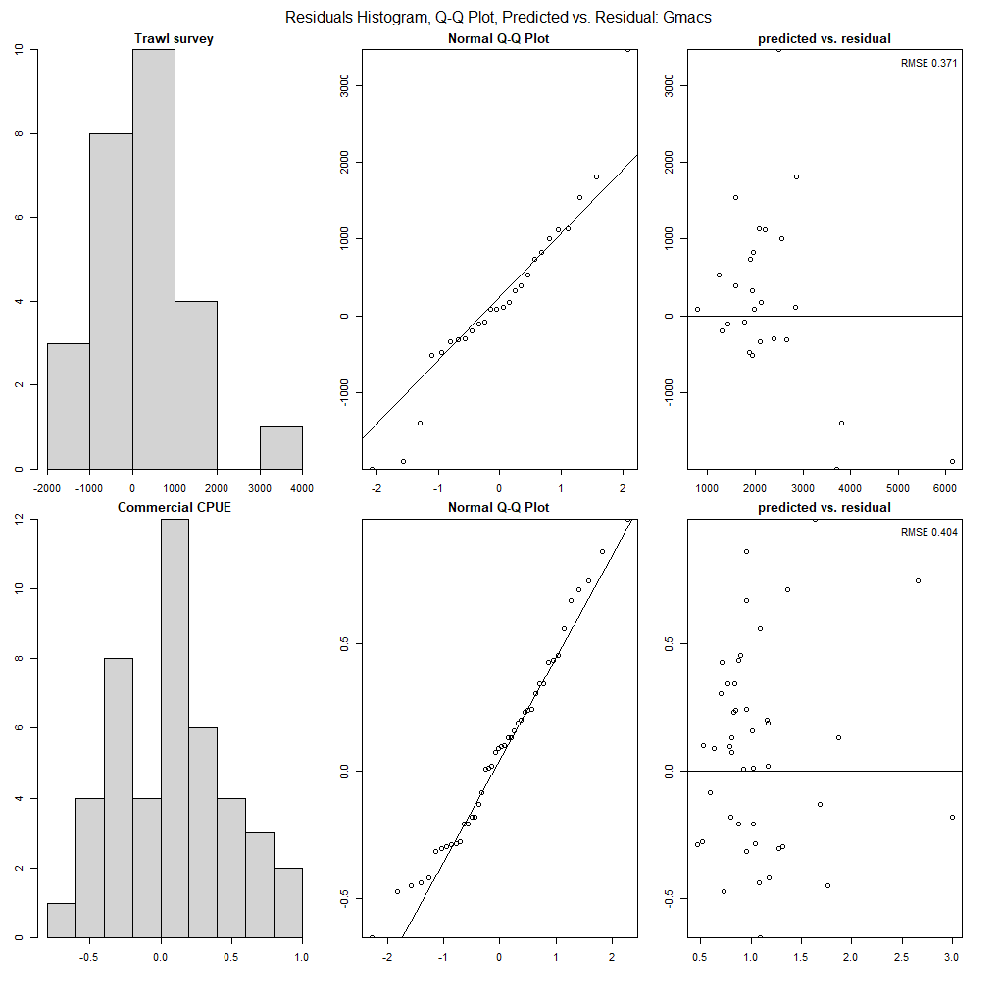 Residuals Histogram, Q-Q Plot, Predicted vs. Residual: Gmacs
Trawl survey
Normal Q-Q Plot
predicted vs. residual
RMSE 0.371
10
8
6
4
2
0
-2000 -1000 0 1000 2000 3000 4000
3000
2000
1000
0
-1000
-2 -1 0 1 2
3000
2000
1000
0
-1000
1000 2000 3000 4000 5000 6000
Commercial CPUE
Normal Q-Q Plot
predicted vs. residual
RMSE 0.404
12
10
8
6
4
2
0
-0.5 0.0 0.5 1.0
0.5
0.0
-0.5
-2 -1 0 1 2
0.5
0.0
-0.5
0.5 1.0 1.5 2.0 2.5 3.0